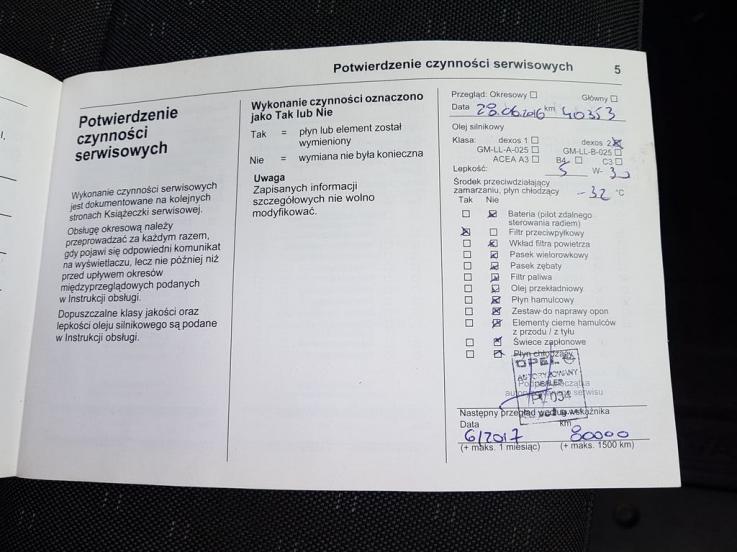 Potwierdzenie czynności serwisowych 5
Potwierdzenie
czynności
serwisowych
Wykonanie czynności serwisowych
jest dokumentowane na kolejnych
stronach Książeczki serwisowej.
Obsługę okresową należy
przeprowadzać za każdym razem,
gdy pojawi się odpowiedni komunikat
na wyświetlaczu, lecz nie później niż
przed upływem okresów
międzyprzeglądowych podanych
w Instrukcji obsługi.
Dopuszczalne klasy jakości oraz
lepkości oleju silnikowego są podane
w Instrukcji obsługi.
Wykonanie czynności oznaczono
jako Tak lub Nie
Tak = płyn lub element został
wymieniony
Nie = wymiana nie była konieczna
Uwaga
Zapisanych informacji
szczegółowych nie wolno
modyfikować.
Przegląd: Okresowy Główny
Data 28.06.2016 km 40353
Olej silnikowy
Klasa: dexos 1 dexos 2
GM-LL-A-025 GM-LL-B-025
ACEA A3 B4 C3
Lepkość: 5 W- 30
Środek przeciwdziałający
zamarzaniu, płyn chłodzący -32 °C
Tak Nie
Bateria (pilot zdalnego
sterowania radiem)
Filtr przeciwpyłkowy
Wkład filtra powietrza
Pasek wielorowkowy
Pasek zębaty
Filtr paliwa
Olej przekładniowy
Płyn hamulcowy
Zestaw do naprawy opon
Elementy cierne hamulców
z przodu / z tyłu
Świece zapłonowe
Płyn chłodzący
OPEL
AUTORYZOWANY
DEALER
PL 034
Następny przegląd według wskaźnika
Data km
6/2017 80000
(+ maks. 1 miesiąc) (+ maks. 1500 km)